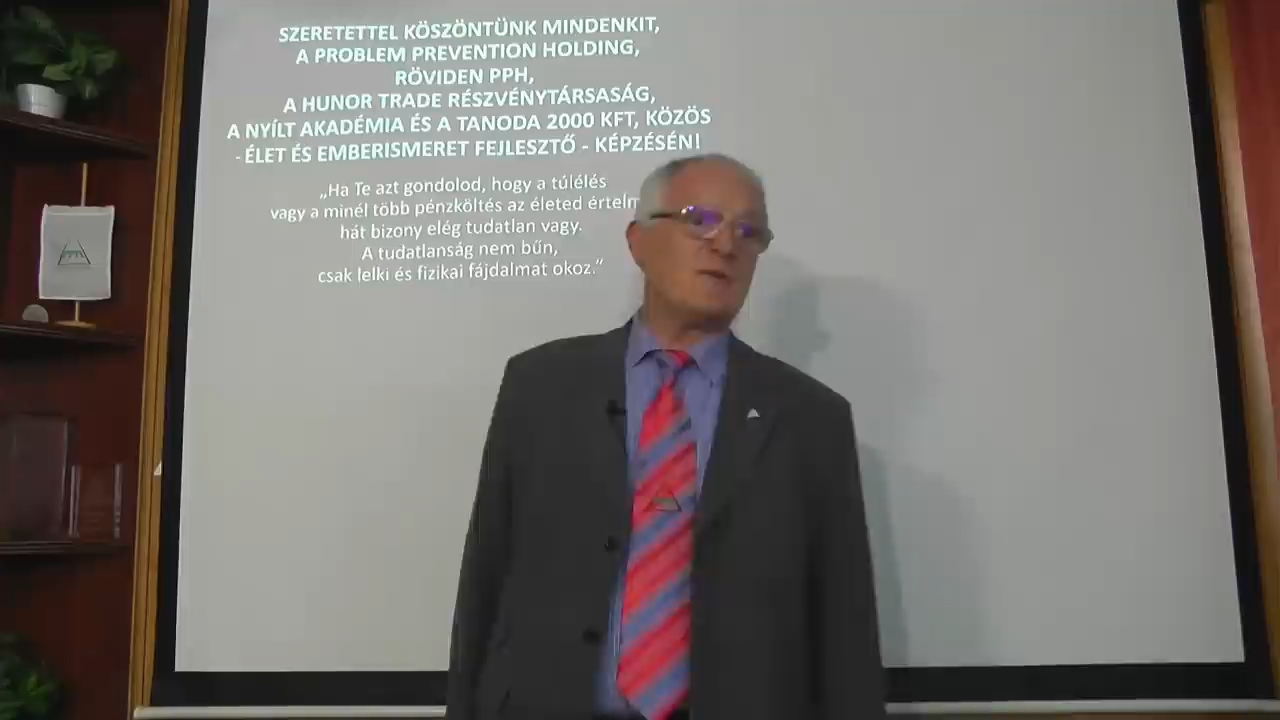 SZERETETTEL KÖSZÖNTÜNK MINDENKIT,
A PROBLEM PREVENTION HOLDING,
RÖVIDEN PPH,
A HUNOR TRADE RÉSZVÉNYTÁRSASÁG,
A NYÍLT AKADÉMIA ÉS A TANODA 2000 KFT, KÖZÖS
- ÉLET ÉS EMBERISMERET FEJLESZTŐ - KÉPZÉSÉN!
„Ha Te azt gondolod, hogy a túlélés
vagy a minél több pénzköltés az életed
hát bizony elég tudatlan vagy.
A tudatlanság nem bűn,
csak lelki és fizikai fájdalmat okoz.”